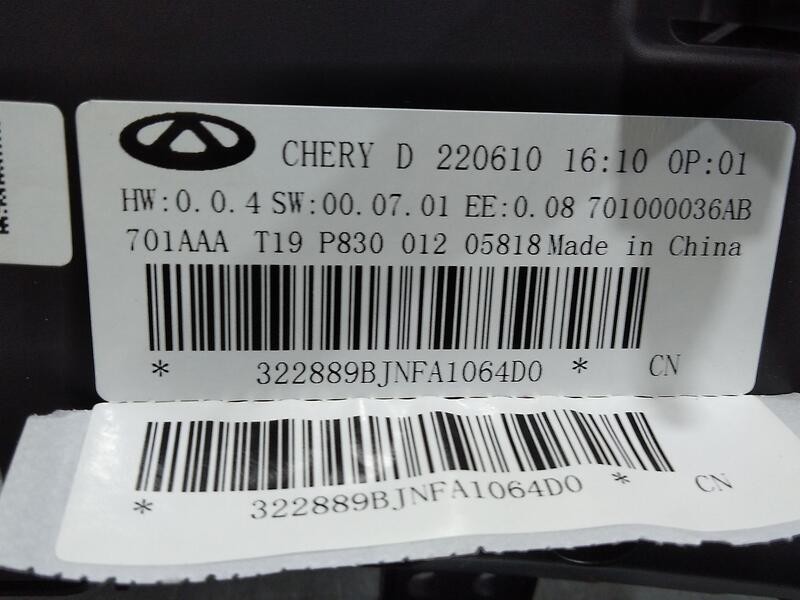 CHERY D 220610 16:10 OP:01
HW:0.0.4 SW:00.07.01 EE:0.08 701000036AB
701AAA T19 P830 012 05818 Made in China
* 322889BJNFA1064D0 * CN
* 322889BJNFA1064D0 * CN